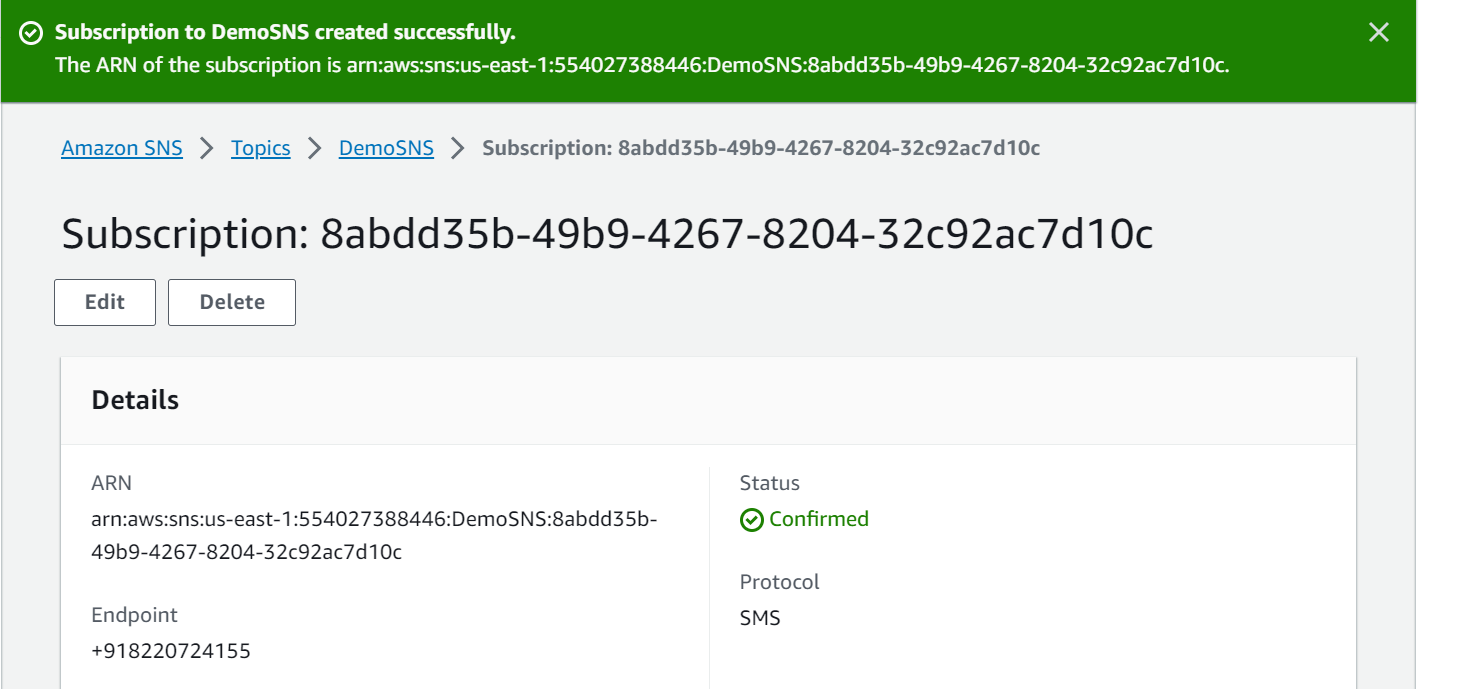 Subscription to DemoSNS created successfully.
The ARN of the subscription is arn:aws:sns:us-east-1:554027388446:DemoSNS:8abdd35b-49b9-4267-8204-32c92ac7d10c.
Amazon SNS > Topics > DemoSNS > Subscription: 8abdd35b-49b9-4267-8204-32c92ac7d10c
Subscription: 8abdd35b-49b9-4267-8204-32c92ac7d10c
Edit Delete
Details
ARN
arn:aws:sns:us-east-1:554027388446:DemoSNS:8abdd35b-
49b9-4267-8204-32c92ac7d10c
Endpoint
+918220724155
Status
Confirmed
Protocol
SMS